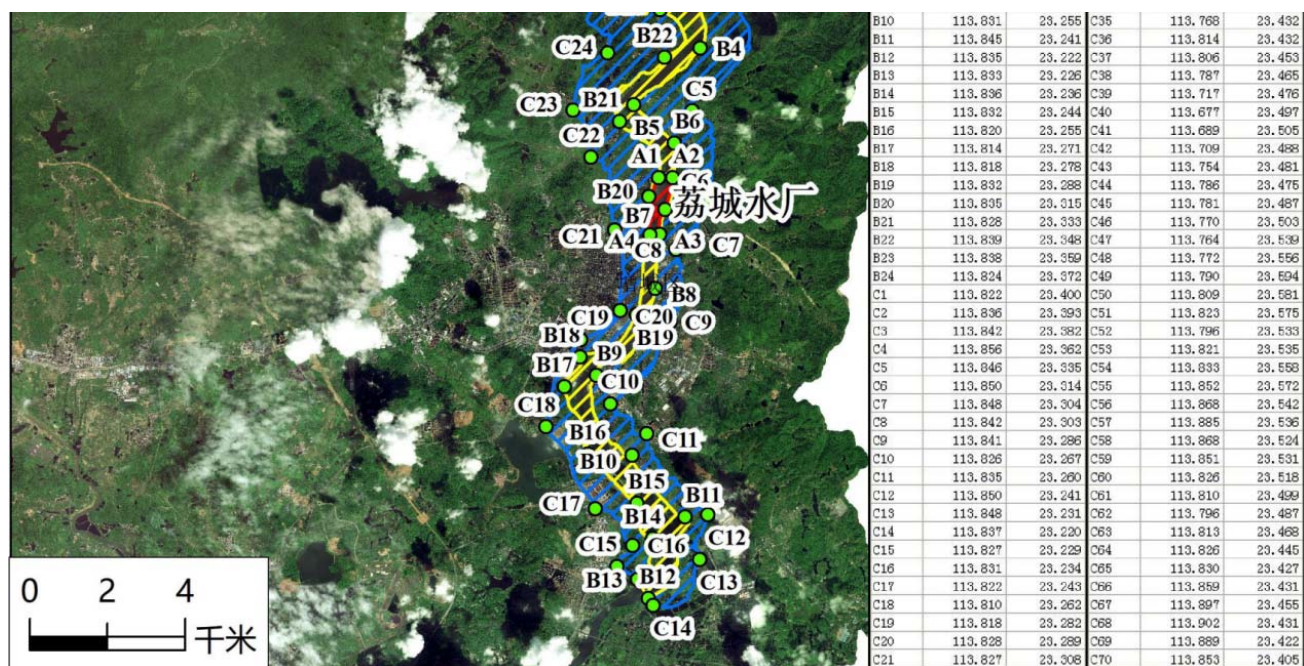 B22
B4
C24
B21
C5
C23
B5
B6
C22
A1
A2
C6
B20
荔城水厂
B7
C21
A4
C8
A3
C7
B8
C19
C20
C9
B18
B19
B17
B9
C10
C18
B16
C11
B10
B15
C17
B11
B14
C12
C15
C16
B13
B12
C13
C14
0 2 4
千米
B10 113.831 23.255 C35 113.768 23.432
B11 113.845 23.241 C36 113.814 23.432
B12 113.835 23.222 C37 113.806 23.453
B13 113.833 23.226 C38 113.787 23.465
B14 113.836 23.236 C39 113.717 23.476
B15 113.832 23.244 C40 113.677 23.497
B16 113.820 23.255 C41 113.689 23.505
B17 113.814 23.271 C42 113.709 23.488
B18 113.818 23.278 C43 113.754 23.481
B19 113.832 23.288 C44 113.786 23.475
B20 113.835 23.315 C45 113.781 23.487
B21 113.828 23.333 C46 113.770 23.503
B22 113.839 23.348 C47 113.764 23.539
B23 113.838 23.359 C48 113.772 23.556
B24 113.824 23.372 C49 113.790 23.594
C1 113.822 23.400 C50 113.809 23.581
C2 113.836 23.393 C51 113.823 23.575
C3 113.842 23.382 C52 113.796 23.533
C4 113.856 23.362 C53 113.821 23.535
C5 113.846 23.335 C54 113.833 23.558
C6 113.850 23.314 C55 113.852 23.572
C7 113.848 23.304 C56 113.868 23.542
C8 113.842 23.303 C57 113.885 23.536
C9 113.841 23.286 C58 113.868 23.524
C10 113.826 23.267 C59 113.851 23.531
C11 113.835 23.260 C60 113.826 23.518
C12 113.850 23.241 C61 113.810 23.499
C13 113.848 23.231 C62 113.796 23.487
C14 113.837 23.220 C63 113.813 23.468
C15 113.827 23.229 C64 113.826 23.445
C16 113.831 23.234 C65 113.830 23.427
C17 113.822 23.243 C66 113.859 23.431
C18 113.810 23.262 C67 113.897 23.455
C19 113.818 23.282 C68 113.902 23.431
C20 113.828 23.289 C69 113.889 23.422
C21 113.827 23.308 C70 113.853 23.405